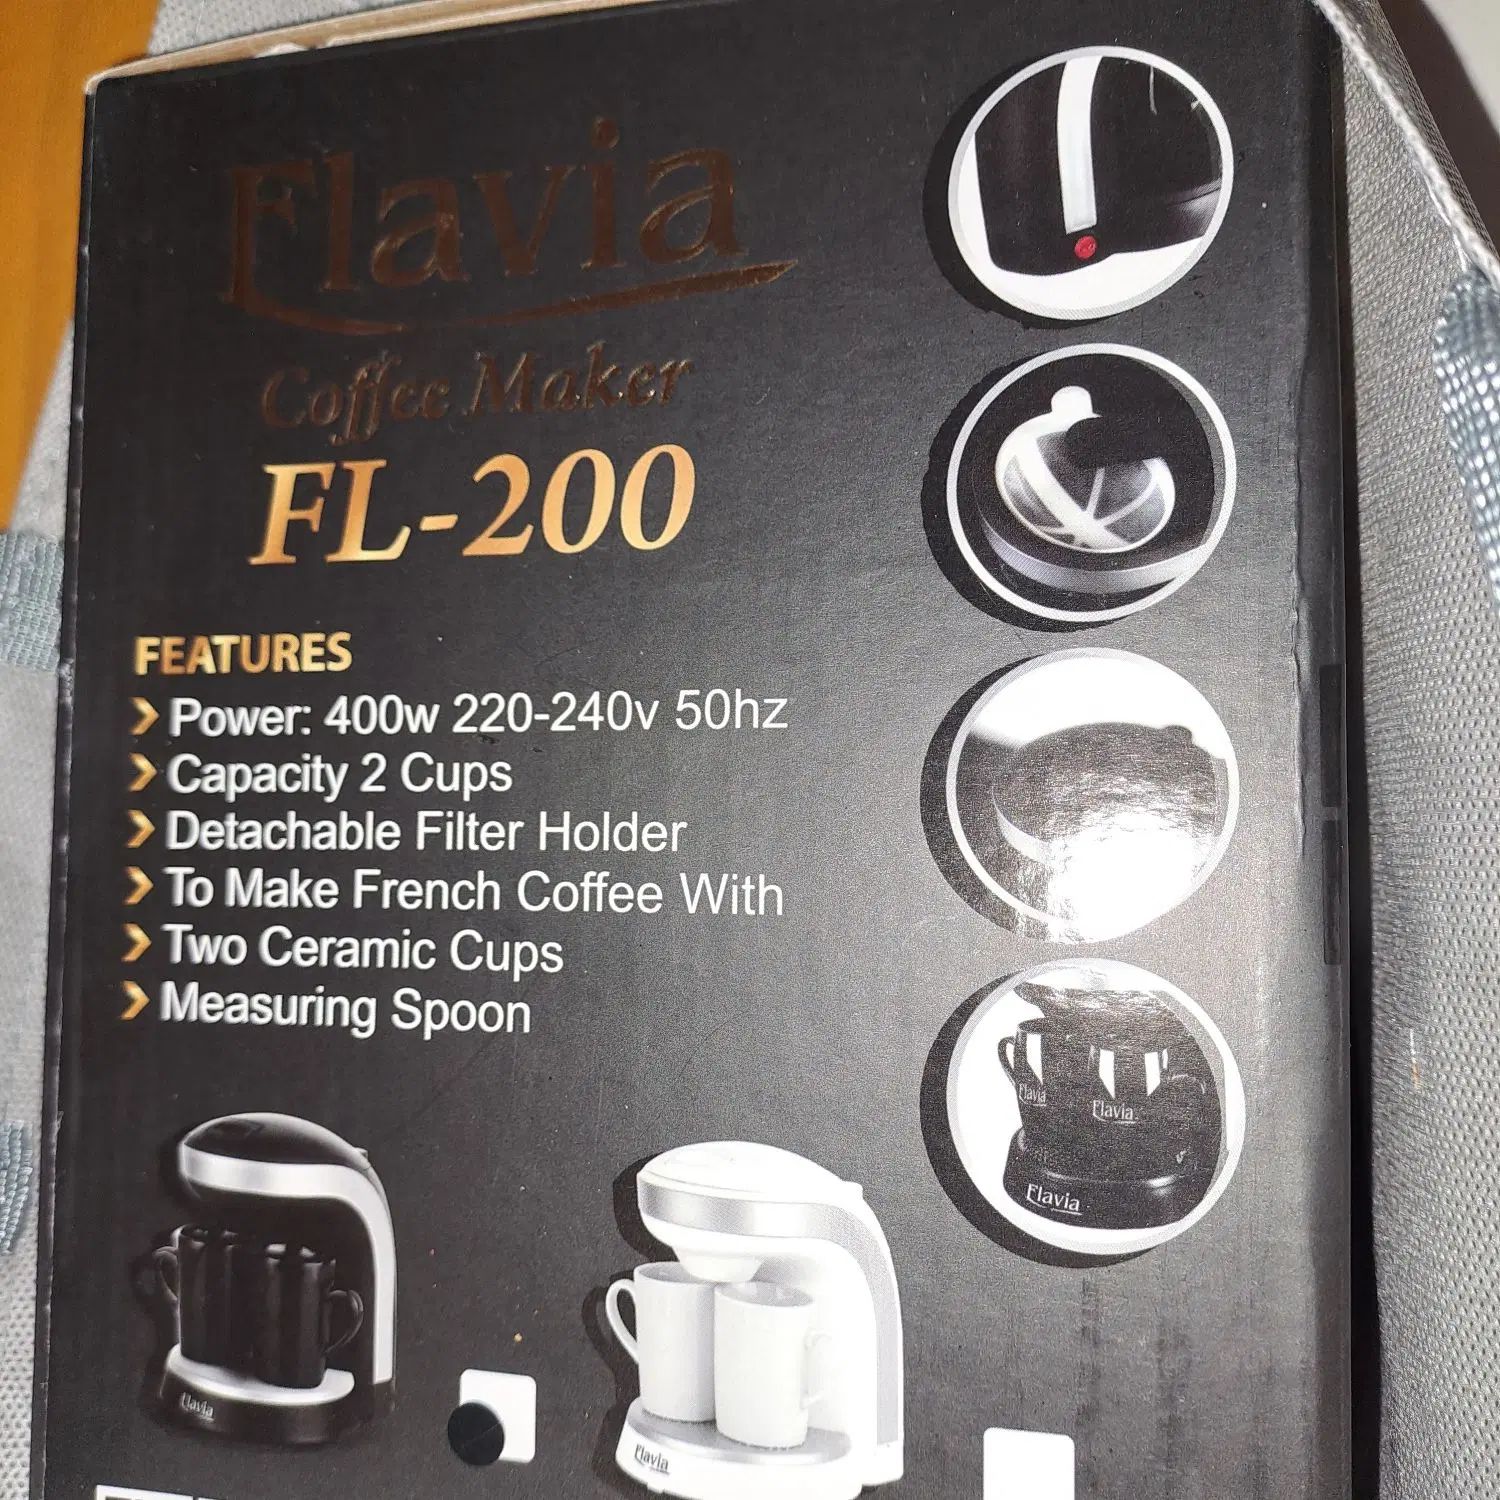 Flavia
Coffee Maker
FL-200
FEATURES
Power: 400w 220-240v 50hz
Capacity 2 Cups
Detachable Filter Holder
To Make French Coffee With
Two Ceramic Cups
Measuring Spoon
Flavia
Flavia
Flavia
Flavia
Flavia